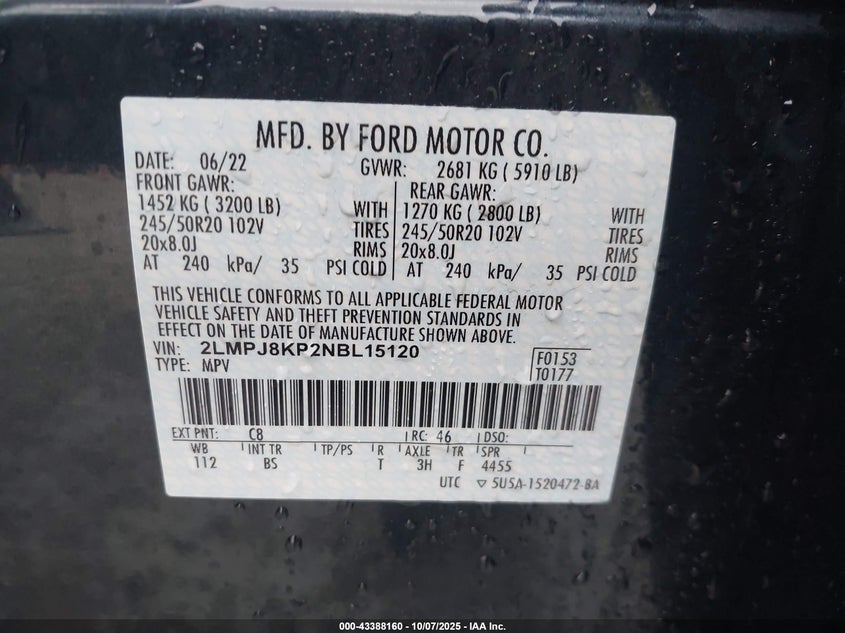 MFD. BY FORD MOTOR CO.
DATE: 06/22 GVWR: 2681 KG ( 5910 LB)
FRONT GAWR: REAR GAWR:
1452 KG ( 3200 LB) WITH 1270 KG ( 2800 LB) WITH
245/50R20 102V TIRES 245/50R20 102V TIRES
20x8.0J RIMS 20x8.0J RIMS
AT 240 kPa/ 35 PSI COLD AT 240 kPa/ 35 PSI COLD
THIS VEHICLE CONFORMS TO ALL APPLICABLE FEDERAL MOTOR
VEHICLE SAFETY AND THEFT PREVENTION STANDARDS IN
EFFECT ON THE DATE OF MANUFACTURE SHOWN ABOVE.
VIN: 2LMPJ8KP2NBL15120 F0153
TYPE: MPV T0177
EXT PNT: C8 RC: 46 DSO:
WB INT TR TP/PS R AXLE TR SPR
112 BS T 3H F 4455
UTC ▽ 5U5A-1520472-BA
000-43388160 - 10/07/2025 - IAA Inc.